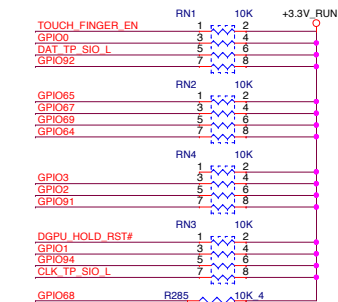 RN1 10K +3.3V_RUN
TOUCH_FINGER_EN 1 2
GPIO0 3 4
DAT_TP_SIO_L 5 6
GPIO92 7 8
RN2 10K
GPIO65 1 2
GPIO67 3 4
GPIO69 5 6
GPIO64 7 8
RN4 10K
1 2
GPIO3 3 4
GPIO2 5 6
GPIO91 7 8
RN3 10K
DGPU_HOLD_RST# 1 2
GPIO1 3 4
GPIO94 5 6
CLK_TP_SIO_L 7 8
GPIO68 R285 10K_4